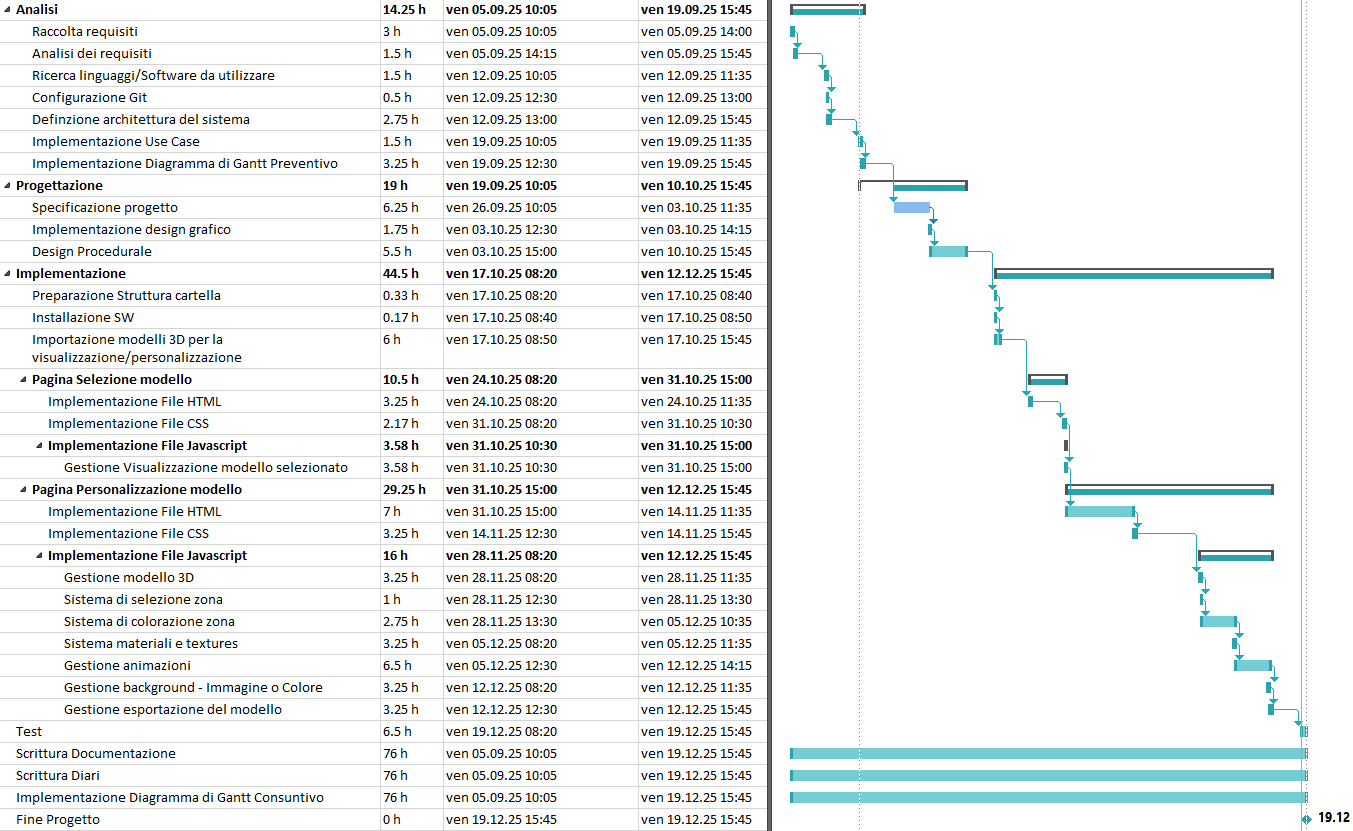 Analisi 14.25 h ven 05.09.25 10:05 ven 19.09.25 15:45
Raccolta requisiti 3 h ven 05.09.25 10:05 ven 05.09.25 14:00
Analisi dei requisiti 1.5 h ven 05.09.25 14:15 ven 05.09.25 15:45
Ricerca linguaggi/Software da utilizzare 1.5 h ven 12.09.25 10:05 ven 12.09.25 11:35
Configurazione Git 0.5 h ven 12.09.25 12:30 ven 12.09.25 13:00
Definzione architettura del sistema 2.75 h ven 12.09.25 13:00 ven 12.09.25 15:45
Implementazione Use Case 1.5 h ven 19.09.25 10:05 ven 19.09.25 11:35
Implementazione Diagramma di Gantt Preventivo 3.25 h ven 19.09.25 12:30 ven 19.09.25 15:45
Progettazione 19 h ven 19.09.25 10:05 ven 10.10.25 15:45
Specificazione progetto 6.25 h ven 26.09.25 10:05 ven 03.10.25 11:35
Implementazione design grafico 1.75 h ven 03.10.25 12:30 ven 03.10.25 14:15
Design Procedurale 5.5 h ven 03.10.25 15:00 ven 10.10.25 15:45
Implementazione 44.5 h ven 17.10.25 08:20 ven 12.12.25 15:45
Preparazione Struttura cartella 0.33 h ven 17.10.25 08:20 ven 17.10.25 08:40
Installazione SW 0.17 h ven 17.10.25 08:40 ven 17.10.25 08:50
Importazione modelli 3D per la 6 h ven 17.10.25 08:50 ven 17.10.25 15:45
visualizzazione/personalizzazione
Pagina Selezione modello 10.5 h ven 24.10.25 08:20 ven 31.10.25 15:00
Implementazione File HTML 3.25 h ven 24.10.25 08:20 ven 24.10.25 11:35
Implementazione File CSS 2.17 h ven 31.10.25 08:20 ven 31.10.25 10:30
Implementazione File Javascript 3.58 h ven 31.10.25 10:30 ven 31.10.25 15:00
Gestione Visualizzazione modello selezionato 3.58 h ven 31.10.25 10:30 ven 31.10.25 15:00
Pagina Personalizzazione modello 29.25 h ven 31.10.25 15:00 ven 12.12.25 15:45
Implementazione File HTML 7 h ven 31.10.25 15:00 ven 14.11.25 11:35
Implementazione File CSS 3.25 h ven 14.11.25 12:30 ven 14.11.25 15:45
Implementazione File Javascript 16 h ven 28.11.25 08:20 ven 12.12.25 15:45
Gestione modello 3D 3.25 h ven 28.11.25 08:20 ven 28.11.25 11:35
Sistema di selezione zona 1 h ven 28.11.25 12:30 ven 28.11.25 13:30
Sistema di colorazione zona 2.75 h ven 28.11.25 13:30 ven 05.12.25 10:35
Sistema materiali e textures 3.25 h ven 05.12.25 08:20 ven 05.12.25 11:35
Gestione animazioni 6.5 h ven 05.12.25 12:30 ven 12.12.25 14:15
Gestione background - Immagine o Colore 3.25 h ven 12.12.25 08:20 ven 12.12.25 11:35
Gestione esportazione del modello 3.25 h ven 12.12.25 12:30 ven 12.12.25 15:45
Test 6.5 h ven 19.12.25 08:20 ven 19.12.25 15:45
Scrittura Documentazione 76 h ven 05.09.25 10:05 ven 19.12.25 15:45
Scrittura Diari 76 h ven 05.09.25 10:05 ven 19.12.25 15:45
Implementazione Diagramma di Gantt Consuntivo 76 h ven 05.09.25 10:05 ven 19.12.25 15:45
Fine Progetto 0 h ven 19.12.25 15:45 ven 19.12.25 15:45 19.12